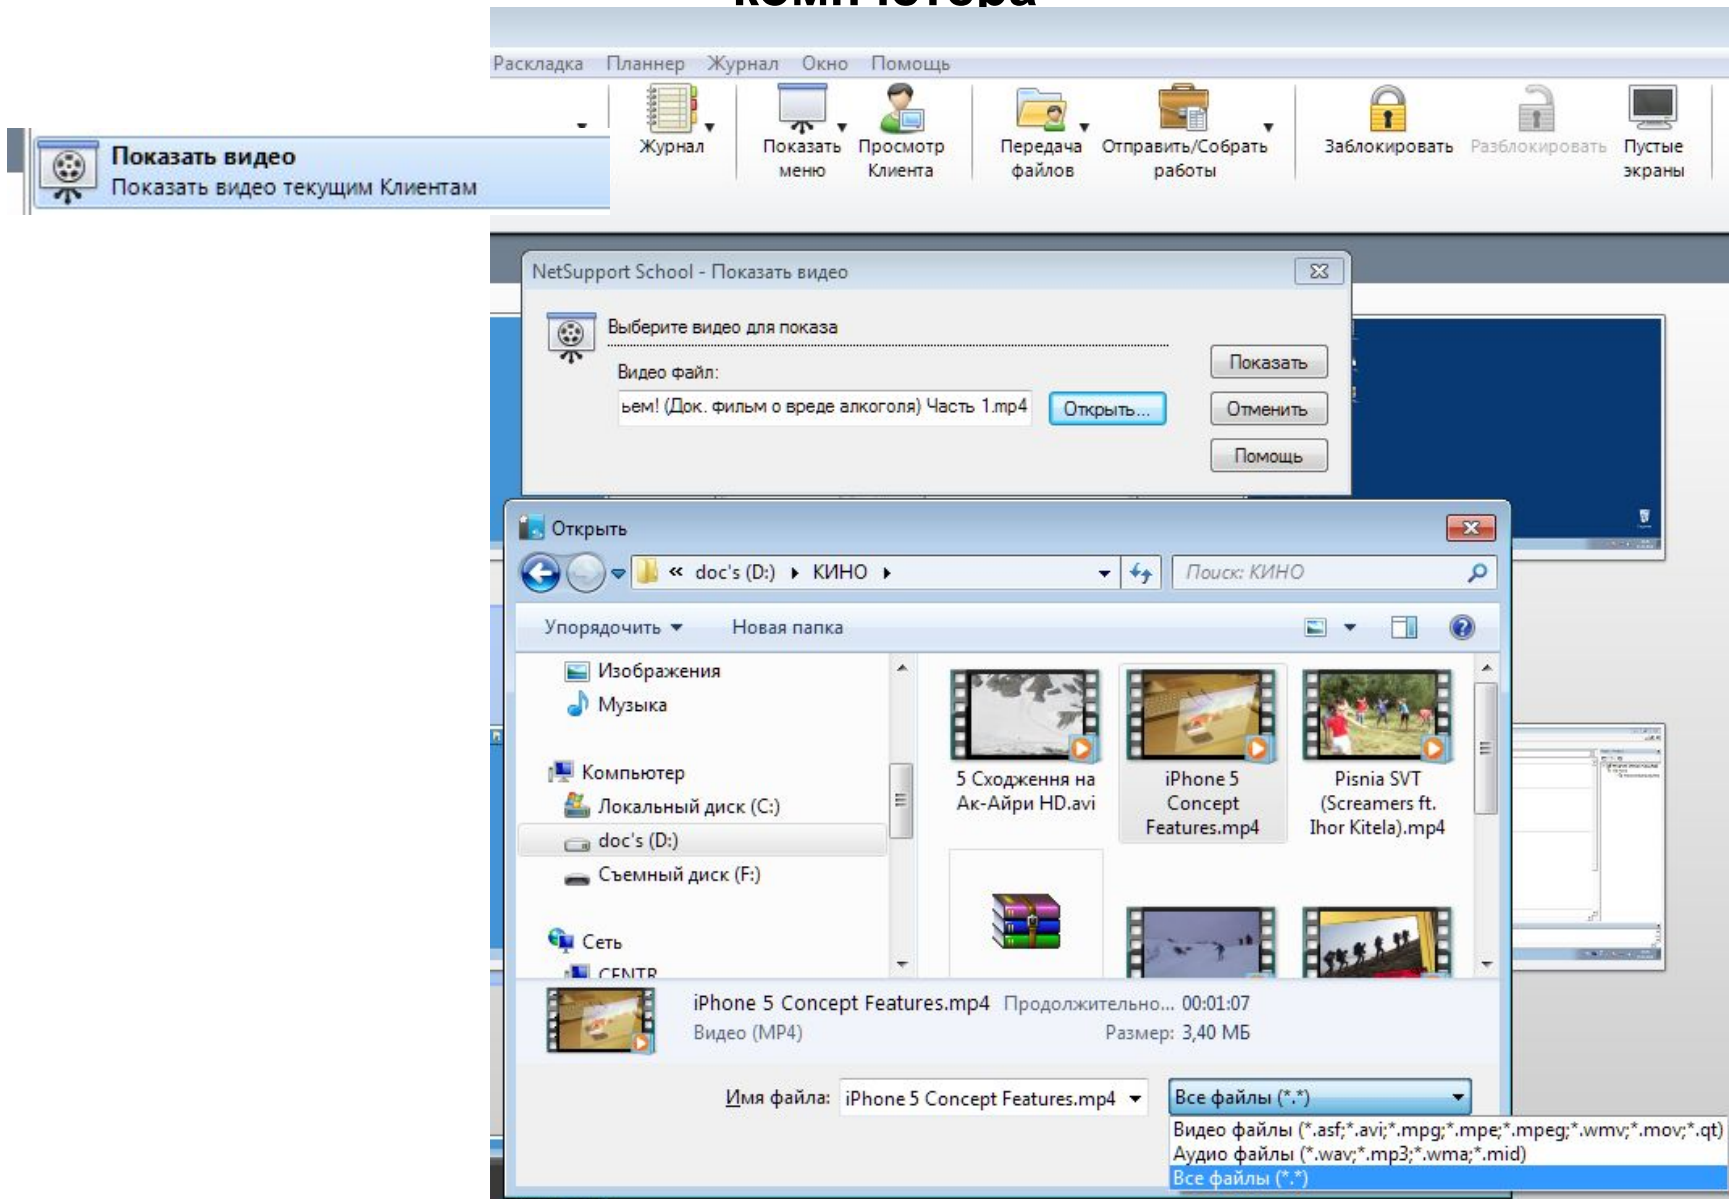 Раскладка Планнер Журнал Окно Помощь
Журнал
Показать меню
Просмотр Клиента
Передача файлов
Отправить/Собрать работы
Заблокировать
Разблокировать
Пустые экраны
Показать видео
Показать видео текущим Клиентам
NetSupport School - Показать видео
Выберите видео для показа
Видео файл:
ьем! (Док. фильм о вреде алкоголя) Часть 1.mp4
Открыть...
Показать
Отменить
Помощь
Открыть
« doc's (D:) КИНО
Поиск: КИНО
Упорядочить Новая папка
Изображения
Музыка
Компьютер
Локальный диск (C:)
doc's (D:)
Съемный диск (F:)
Сеть
CENTR
5 Сходження на
Ак-Айри HD.avi
iPhone 5
Concept
Features.mp4
Pisnia SVT
(Screamers ft.
Ihor Kitela).mp4
iPhone 5 Concept Features.mp4 Продолжительно... 00:01:07
Видео (MP4) Размер: 3,40 МБ
Имя файла: iPhone 5 Concept Features.mp4
Все файлы (*.*)
Видео файлы (*.asf;*.avi;*.mpg;*.mpe;*.mpeg;*.wmv;*.mov;*.qt)
Аудио файлы (*.wav;*.mp3;*.wma;*.mid)
Все файлы (*.*)